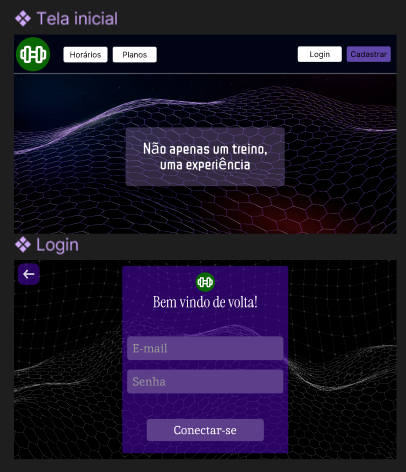 Tela inicial
Horários
Planos
Login
Cadastrar
Não apenas um treino,
uma experiência
Login
Bem vindo de volta!
E-mail
Senha
Conectar-se